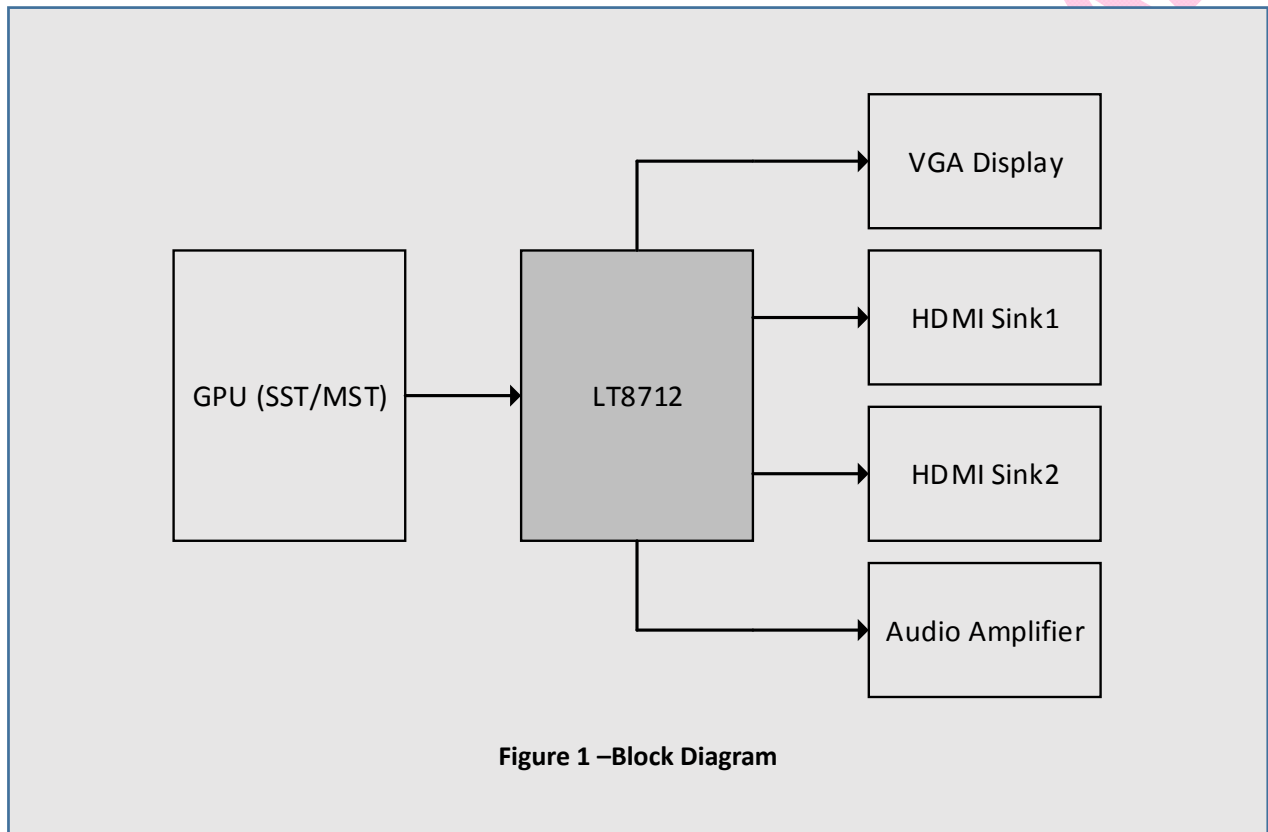 VGA Display
HDMI Sink1
GPU (SST/MST)
LT8712
HDMI Sink2
Audio Amplifier
Figure 1 –Block Diagram